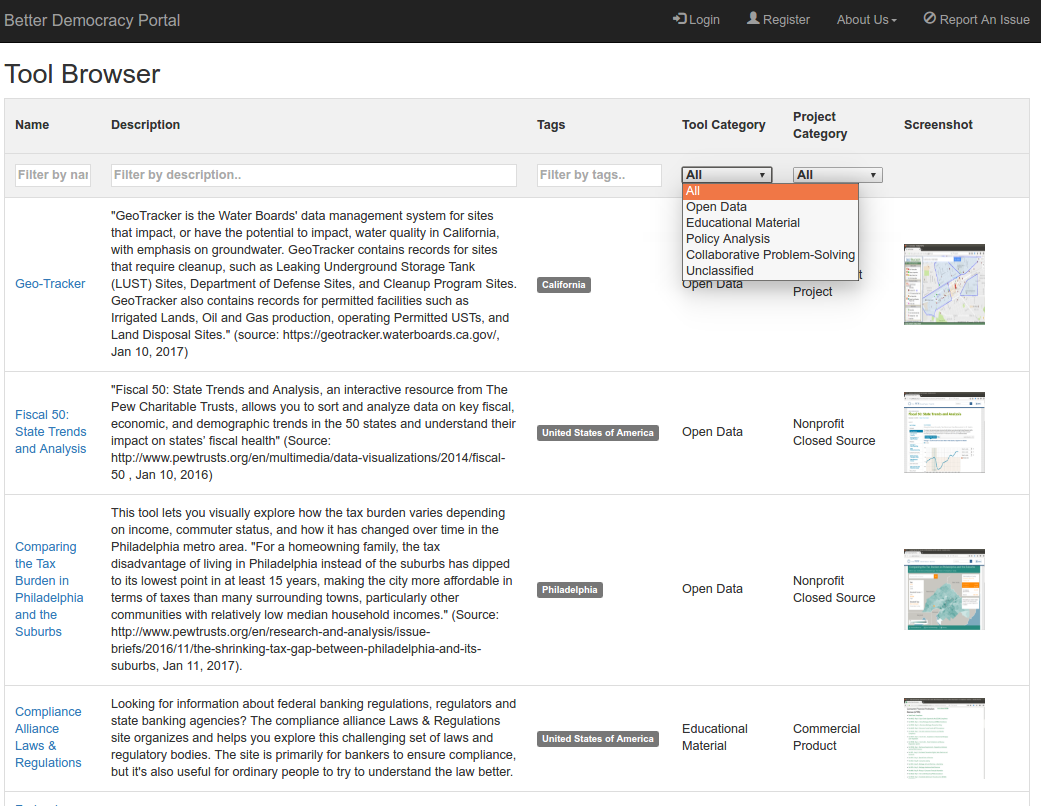 Better Democracy Portal
Login
Register
About Us
Report An Issue
Tool Browser
Name
Description
Tags
Tool Category
Project
Category
Screenshot
Filter by nar
Filter by description..
Filter by tags..
All
All
All
Open Data
Educational Material
Policy Analysis
Collaborative Problem-Solving
Unclassified
Geo-Tracker
"GeoTracker is the Water Boards' data management system for sites
that impact, or have the potential to impact, water quality in California,
with emphasis on groundwater. GeoTracker contains records for sites
that require cleanup, such as Leaking Underground Storage Tank
(LUST) Sites, Department of Defense Sites, and Cleanup Program Sites.
GeoTracker also contains records for permitted facilities such as
Irrigated Lands, Oil and Gas production, operating Permitted USTs, and
Land Disposal Sites." (source: https://geotracker.waterboards.ca.gov/,
Jan 10, 2017)
California
Open Data
Project
Fiscal 50:
State Trends
and Analysis
"Fiscal 50: State Trends and Analysis, an interactive resource from The
Pew Charitable Trusts, allows you to sort and analyze data on key fiscal,
economic, and demographic trends in the 50 states and understand their
impact on states' fiscal health" (Source:
http://www.pewtrusts.org/en/multimedia/data-visualizations/2014/fiscal-
50 , Jan 10, 2016)
United States of America
Open Data
Nonprofit
Closed Source
Comparing
the Tax
Burden in
Philadelphia
and the
Suburbs
This tool lets you visually explore how the tax burden varies depending
on income, commuter status, and how it has changed over time in the
Philadelphia metro area. "For a homeowning family, the tax
disadvantage of living in Philadelphia instead of the suburbs has dipped
to its lowest point in at least 15 years, making the city more affordable in
terms of taxes than many surrounding towns, particularly other
communities with relatively low median household incomes." (Source:
http://www.pewtrusts.org/en/research-and-analysis/issue-
briefs/2016/11/the-shrinking-tax-gap-between-philadelphia-and-its-
suburbs, Jan 11, 2017).
Philadelphia
Open Data
Nonprofit
Closed Source
Compliance
Alliance
Laws &
Regulations
Looking for information about federal banking regulations, regulators and
state banking agencies? The compliance alliance Laws & Regulations
site organizes and helps you explore this challenging set of laws and
regulatory bodies. The site is primarily for bankers to ensure compliance,
but it's also useful for ordinary people to try to understand the law better.
United States of America
Educational
Material
Commercial
Product